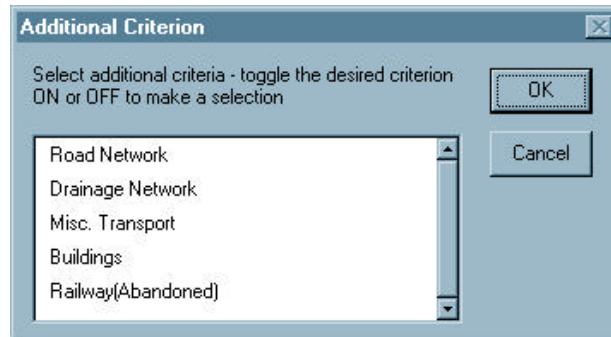 Additional Criterion
Select additional criteria - toggle the desired criterion
ON or OFF to make a selection
OK
Cancel
Road Network
Drainage Network
Misc. Transport
Buildings
Railway(Abandoned)